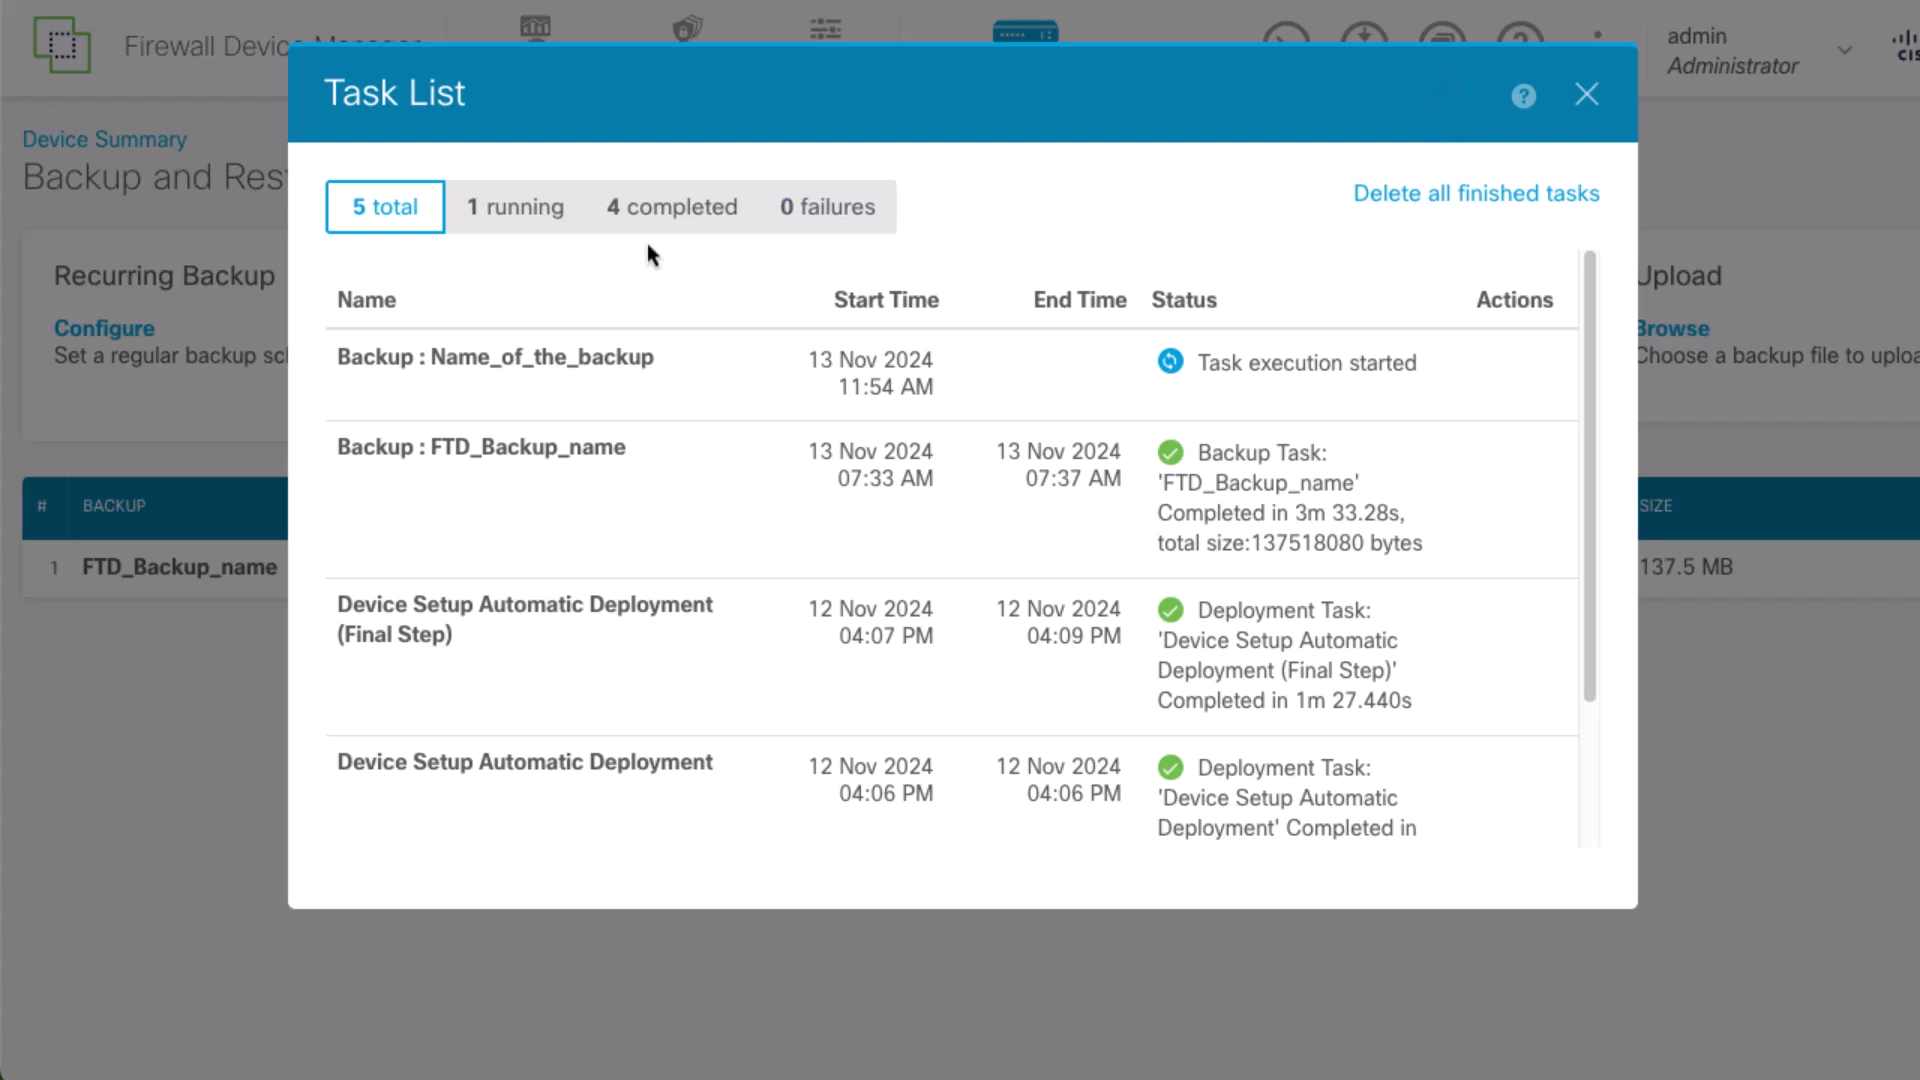 Firewall Device Manager
admin
Administrator
Task List
Device Summary
Backup and Res
5 total
1 running
4 completed
0 failures
Delete all finished tasks
Recurring Backup
Configure
Set a regular backup sc
Upload
Browse
Choose a backup file to uploa
Name
Start Time
End Time
Status
Actions
Backup : Name_of_the_backup
13 Nov 2024
11:54 AM
Task execution started
Backup : FTD_Backup_name
13 Nov 2024
07:33 AM
13 Nov 2024
07:37 AM
Backup Task:
'FTD_Backup_name'
Completed in 3m 33.28s,
total size:137518080 bytes
# BACKUP
SIZE
1 FTD_Backup_name
137.5 MB
Device Setup Automatic Deployment
(Final Step)
12 Nov 2024
04:07 PM
12 Nov 2024
04:09 PM
Deployment Task:
'Device Setup Automatic
Deployment (Final Step)'
Completed in 1m 27.440s
Device Setup Automatic Deployment
12 Nov 2024
04:06 PM
12 Nov 2024
04:06 PM
Deployment Task:
'Device Setup Automatic
Deployment' Completed in